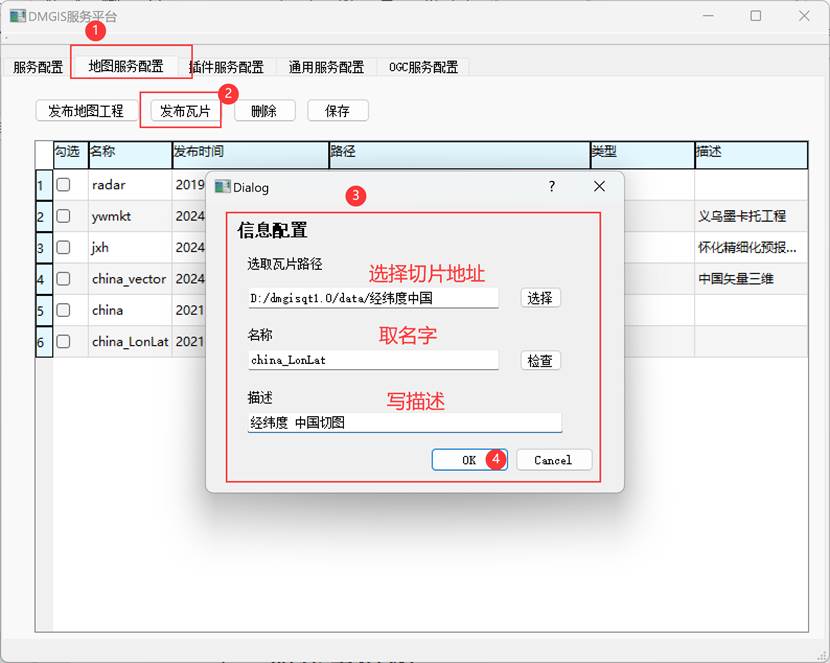 DMGIS服务平台
1
服务配置 地图服务配置 插件服务配置 通用服务配置 OGC服务配置
2
发布地图工程 发布瓦片 删除 保存
勾选 名称 发布时间 路径 类型 描述
1 radar 2019
2 ywmkt 2024 义乌墨卡托工程
3 jxh 2024 怀化精细化预报...
4 china_vector 2024 中国矢量三维
5 china 2021
6 china_LonLat 2021
Dialog ?
3
信息配置
选取瓦片路径
选择切片地址
D:/dmgisqt1.0/data/经纬度中国 选择
名称 取名字
china_LonLat 检查
描述 写描述
经纬度 中国切图
OK 4 Cancel